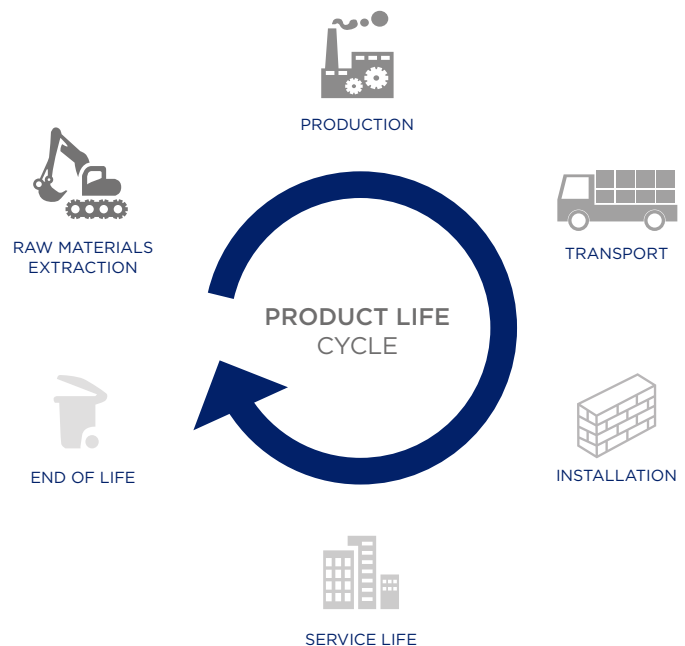 PRODUCTION
RAW MATERIALS
EXTRACTION
TRANSPORT
PRODUCT LIFE
CYCLE
END OF LIFE
INSTALLATION
SERVICE LIFE